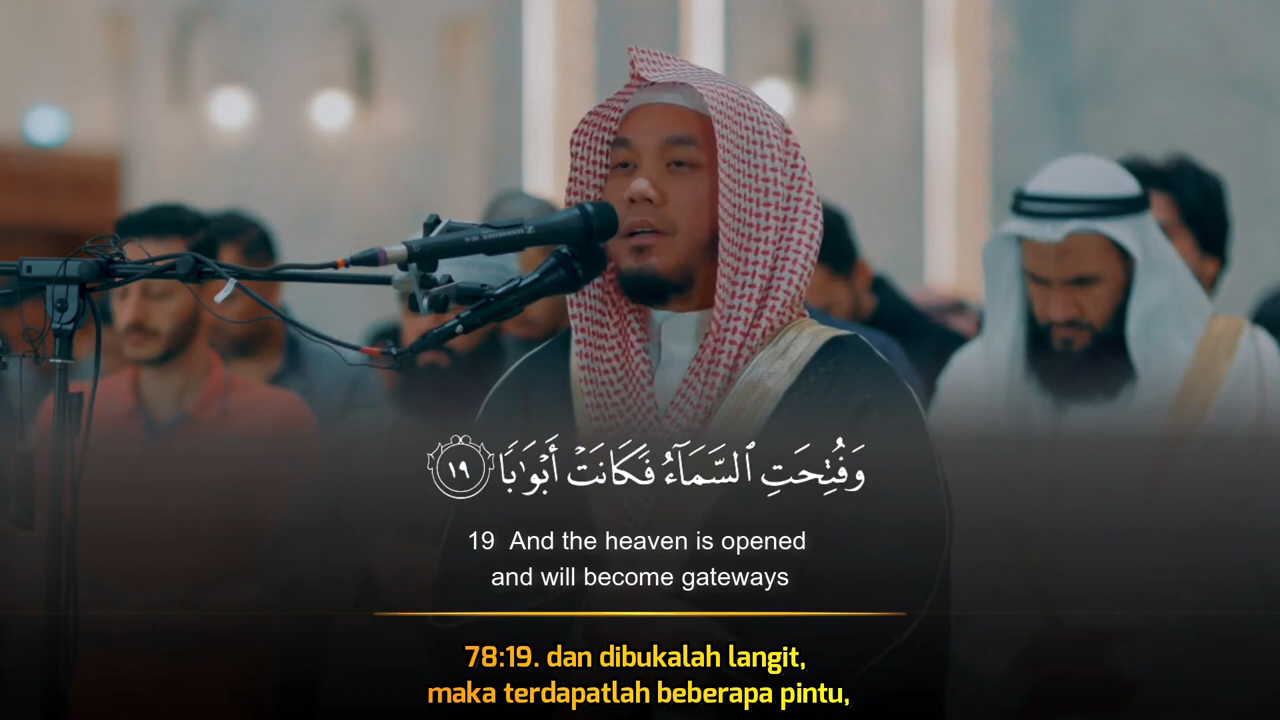 وَفُتِحَتِ ٱلسَّمَآءُ فَكَانَتْ أَبْوَٰبًا ١٩
19 And the heaven is opened
and will become gateways
78:19. dan dibukalah langit,
maka terdapatlah beberapa pintu,